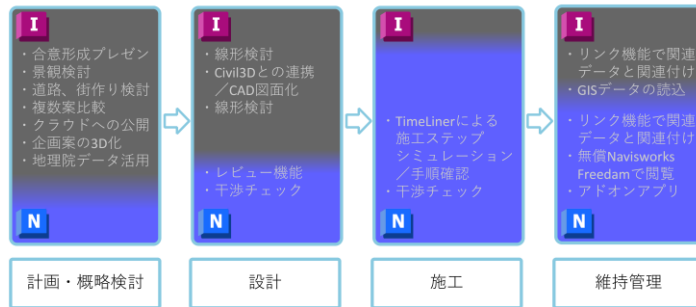 I
・合意形成プレゼン
・景観検討
・道路、街作り検討
・複数案比較
・クラウドへの公開
・企画案の3D化
・地理院データ活用
N
計画・概略検討
I
・線形検討
・Civil3Dとの連携
／CAD図面化
・線形検討
・レビュー機能
・干渉チェック
N
設計
I
・TimeLinerによる
施工ステップ
シミュレーション
／手順確認
・干渉チェック
N
施工
I
・リンク機能で関連
データと関連付け
・GISデータの読込
・リンク機能で関連
データと関連付け
・無償Navisworks
Freedamで閲覧
・アドオンアプリ
N
維持管理